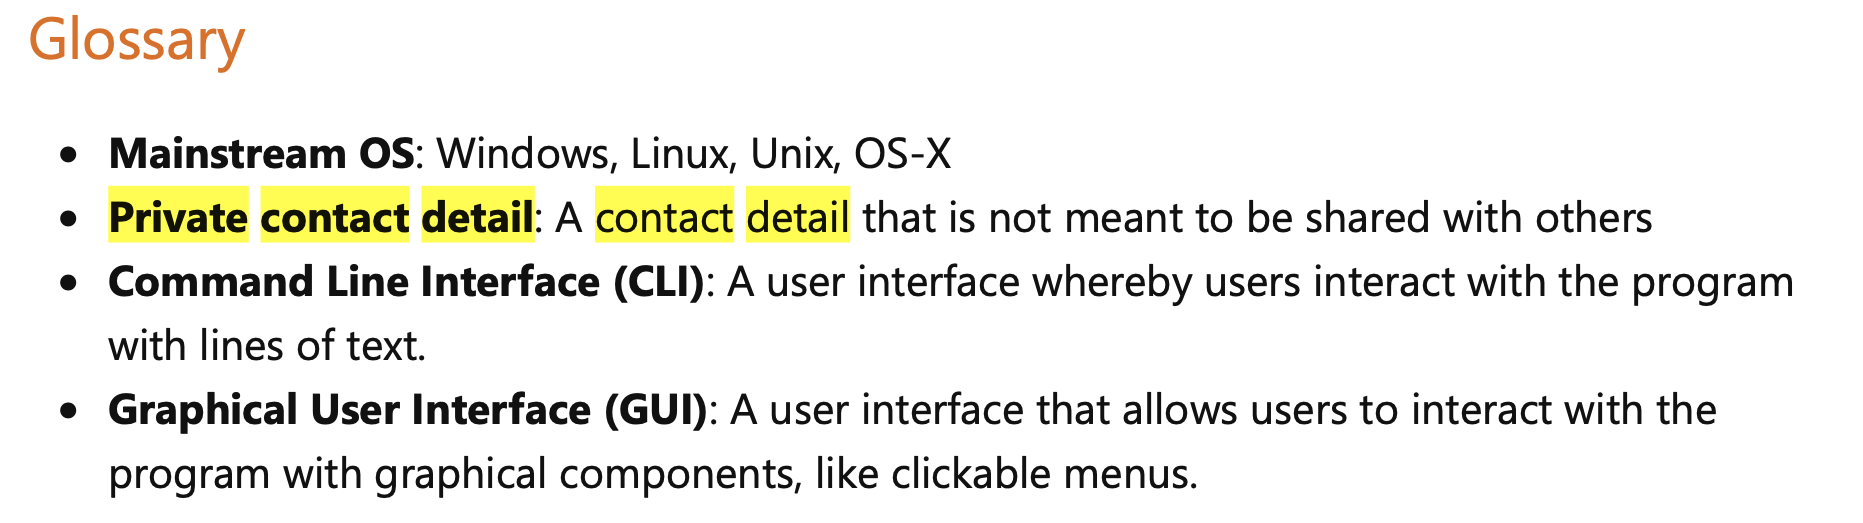 Glossary
• Mainstream OS: Windows, Linux, Unix, OS-X
• Private contact detail: A contact detail that is not meant to be shared with others
• Command Line Interface (CLI): A user interface whereby users interact with the program
with lines of text.
• Graphical User Interface (GUI): A user interface that allows users to interact with the
program with graphical components, like clickable menus.